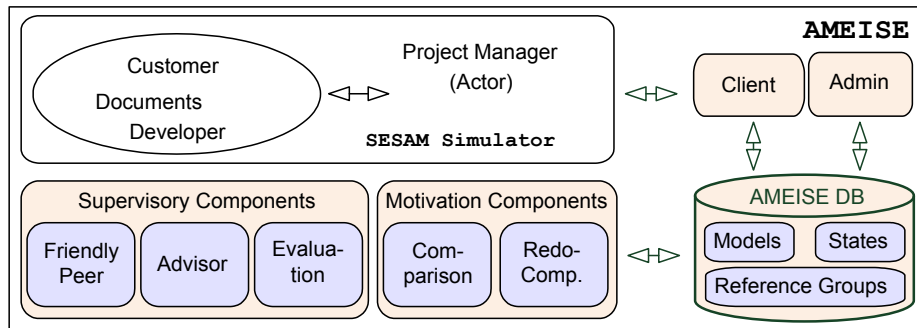 AMEISE
Customer
Documents
Developer
Project Manager
(Actor)
SESAM Simulator
Client
Admin
Supervisory Components
Friendly
Peer
Advisor
Evalua-
tion
Motivation Components
Com-
parison
Redo-
Comp.
AMEISE DB
Models
States
Reference Groups